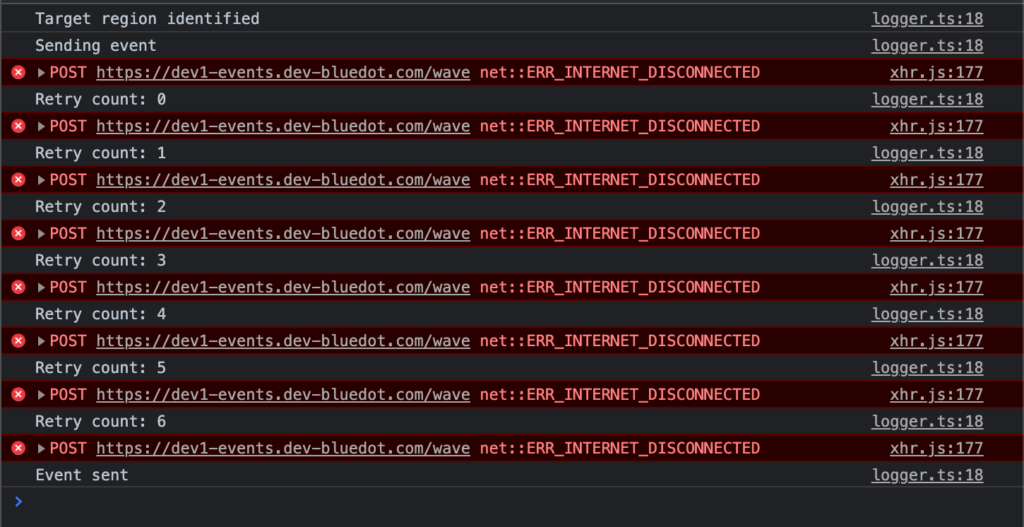 Target region identified logger.ts:18
Sending event logger.ts:18
POST https://dev1-events.dev-bluedot.com/wave net::ERR_INTERNET_DISCONNECTED xhr.js:177
Retry count: 0 logger.ts:18
POST https://dev1-events.dev-bluedot.com/wave net::ERR_INTERNET_DISCONNECTED xhr.js:177
Retry count: 1 logger.ts:18
POST https://dev1-events.dev-bluedot.com/wave net::ERR_INTERNET_DISCONNECTED xhr.js:177
Retry count: 2 logger.ts:18
POST https://dev1-events.dev-bluedot.com/wave net::ERR_INTERNET_DISCONNECTED xhr.js:177
Retry count: 3 logger.ts:18
POST https://dev1-events.dev-bluedot.com/wave net::ERR_INTERNET_DISCONNECTED xhr.js:177
Retry count: 4 logger.ts:18
POST https://dev1-events.dev-bluedot.com/wave net::ERR_INTERNET_DISCONNECTED xhr.js:177
Retry count: 5 logger.ts:18
POST https://dev1-events.dev-bluedot.com/wave net::ERR_INTERNET_DISCONNECTED xhr.js:177
Retry count: 6 logger.ts:18
POST https://dev1-events.dev-bluedot.com/wave net::ERR_INTERNET_DISCONNECTED xhr.js:177
Event sent logger.ts:18